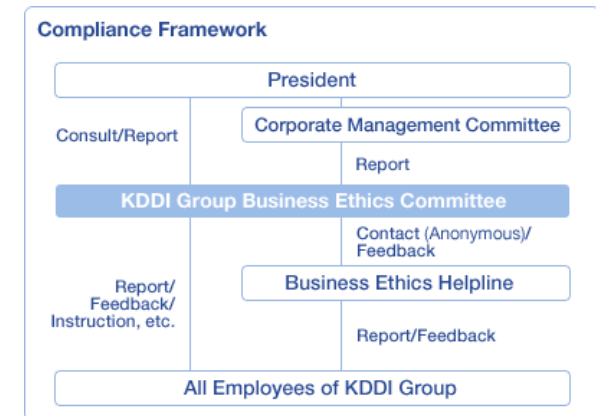 Compliance Framework
President
Consult/Report
Corporate Management Committee
Report
KDDI Group Business Ethics Committee
Contact (Anonymous)/
Feedback
Business Ethics Helpline
Report/
Feedback/
Instruction, etc.
Report/Feedback
All Employees of KDDI Group